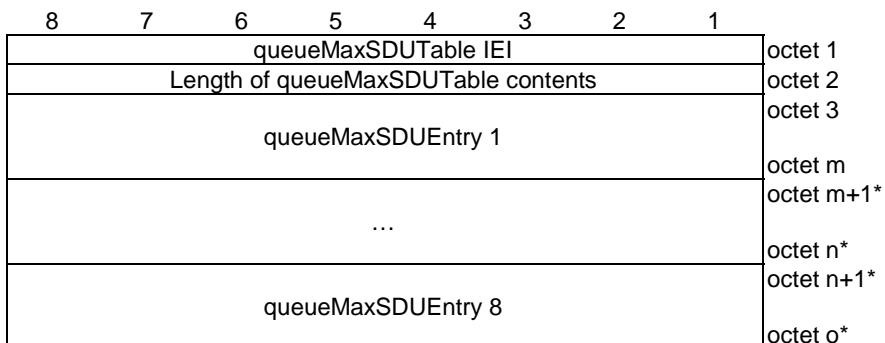 8 7 6 5 4 3 2 1
queueMaxSDUTable IEI octet 1
Length of queueMaxSDUTable contents octet 2
octet 3
queueMaxSDUEntry 1
octet m
octet m+1*
…
octet n*
octet n+1*
queueMaxSDUEntry 8
octet o*